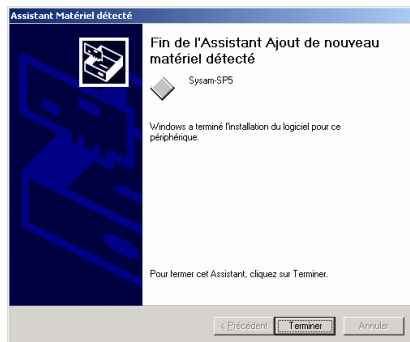 Assistant Matériel détecté
Fin de l'Assistant Ajout de nouveau
matériel détecté
Sysam-SP5
Windows a terminé l'installation du logiciel pour ce
périphérique.
Pour fermer cet Assistant, cliquez sur Terminer.
< Précédent
Terminer
Annuler